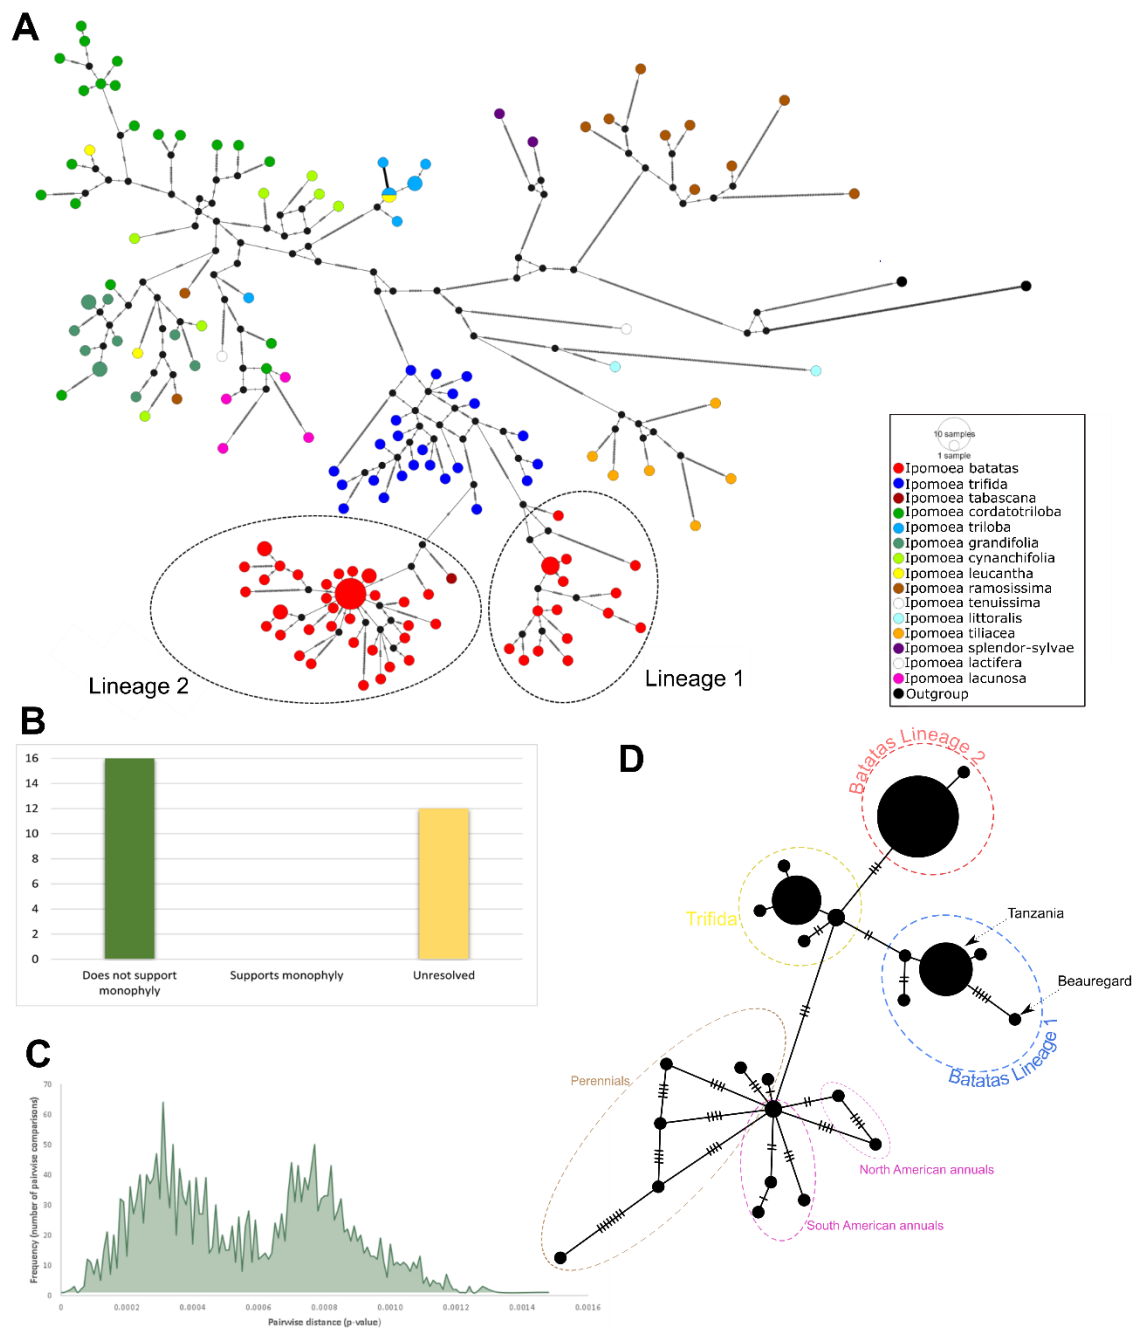 A
10 samples
1 sample
Ipomoea batatas
Ipomoea trifida
Ipomoea tabascana
Ipomoea cordatotriloba
Ipomoea triloba
Ipomoea grandifolia
Ipomoea cynanchifolia
Ipomoea leucantha
Ipomoea ramosissima
Ipomoea tenuissima
Ipomoea littoralis
Ipomoea tiliacea
Ipomoea splendor-sylvae
Ipomoea lactifera
Ipomoea lacunosa
Outgroup
Lineage 2
Lineage 1
B
16
14
12
10
8
6
4
2
0
Does not support
monophyly
Supports monophyly
Unresolved
C
Frequency (number of pairwise comparisons)
70
60
50
40
30
20
10
0
0
0.0002
0.0004
0.0006
0.0008
0.0010
0.0012
0.0014
0.0016
Pairwise distance (p-value)
D
Batatas Lineage 2
Trifida
Tanzania
Beauregard
Batatas Lineage 1
Perennials
North American annuals
South American annuals